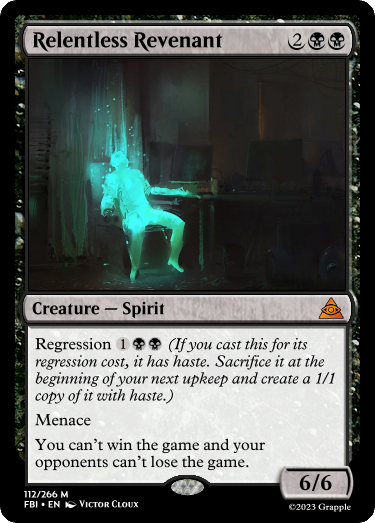 Relentless Revenant 2
Creature — Spirit
Regression 1 (If you cast this for its
regression cost, it has haste. Sacrifice it at the
beginning of your next upkeep and create a 1/1
copy of it with haste.)
Menace
You can't win the game and your
opponents can't lose the game.
6/6
112/266 M
FBI • EN Victor Cloux
©2023 Grapple